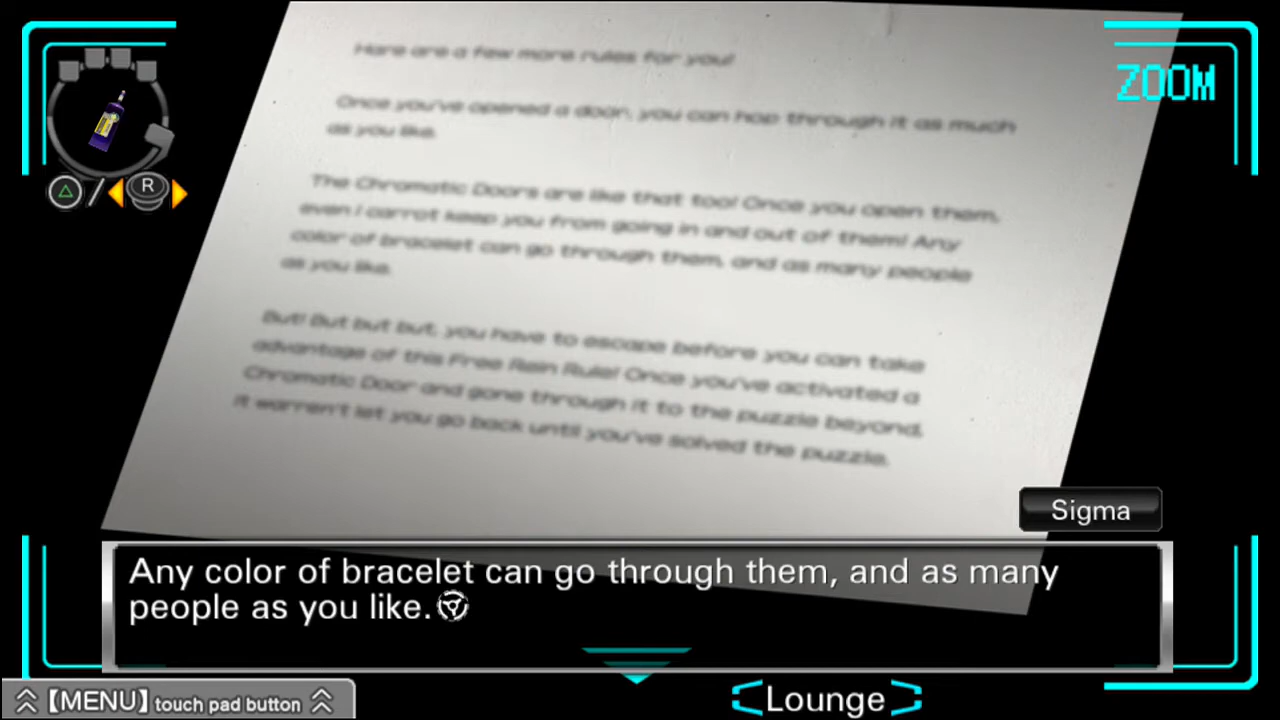 Hare are a few more rules for you!
Once you've opened a door, you can hop through it as much
as you like.
The Chromatic Doors are like that too! Once you open them,
even I carrot keep you from going in and out of them! Any
color of bracelet can go through them, and as many people
as you like.
But! But but but, you have to escape before you can take
advantage of this Free Rein Rule! Once you've activated a
Chromatic Door and gone through it to the puzzle beyond,
it warren't let you go back until you've solved the puzzle.
ZOOM
R
Sigma
Any color of bracelet can go through them, and as many
people as you like.
【MENU】touch pad button
Lounge